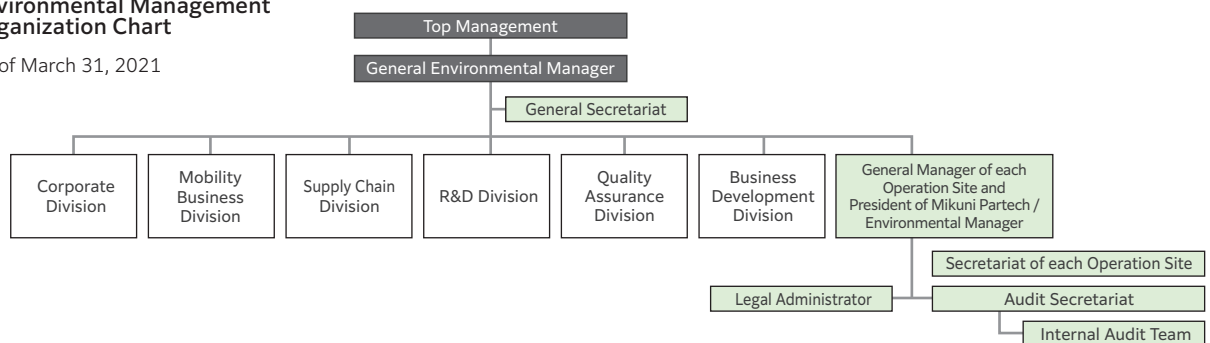 vironmental Management
ganization Chart
of March 31, 2021
Top Management
General Environmental Manager
General Secretariat
Corporate
Division
Mobility
Business
Division
Supply Chain
Division
R&D Division
Quality
Assurance
Division
Business
Development
Division
General Manager of each
Operation Site and
President of Mikuni Partech /
Environmental Manager
Secretariat of each Operation Site
Legal Administrator
Audit Secretariat
Internal Audit Team